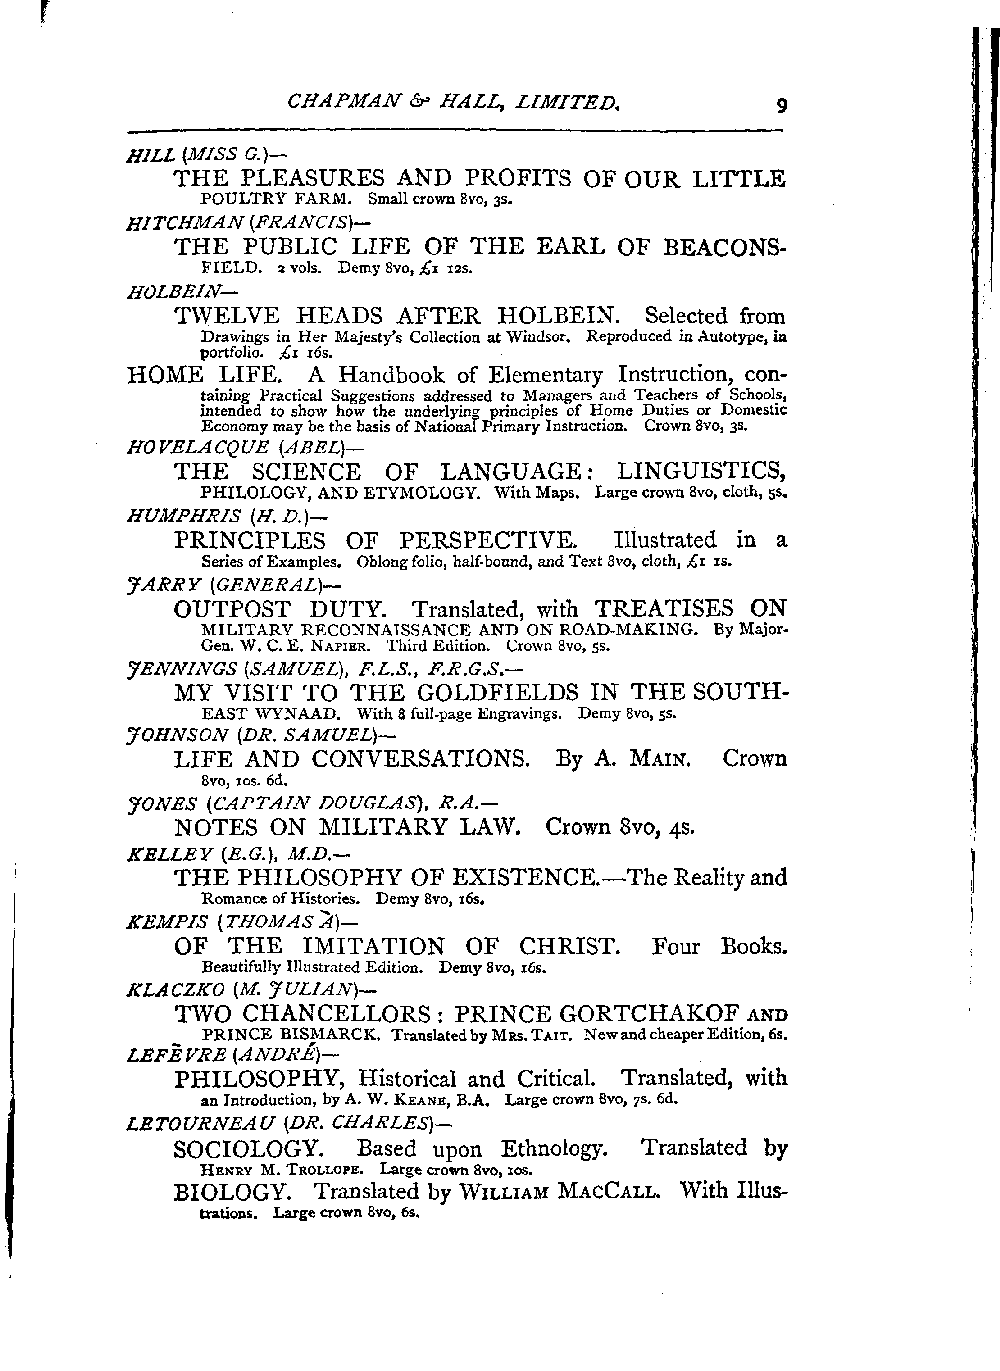 CHAPMAN & HALL, LIMITED. 9
HILL (MISS G.)—
THE PLEASURES AND PROFITS OF OUR LITTLE
POULTRY FARM. Small crown 8vo, 3s.
HITCHMAN (FRANCIS)—
THE PUBLIC LIFE OF THE EARL OF BEACONS-
FIELD. 2 vols. Demy 8vo, £1 12s.
HOLBEIN—
TWELVE HEADS AFTER HOLBEIN. Selected from
Drawings in Her Majesty's Collection at Windsor. Reproduced in Autotype, in
portfolio. £1 16s.
HOME LIFE. A Handbook of Elementary Instruction, con-
taining Practical Suggestions addressed to Managers and Teachers of Schools,
intended to show how the underlying principles of Home Duties or Domestic
Economy may be the basis of National Primary Instruction. Crown 8vo, 3s.
HOVELACQUE (ABEL)—
THE SCIENCE OF LANGUAGE: LINGUISTICS,
PHILOLOGY, AND ETYMOLOGY. With Maps. Large crown 8vo, cloth, 5s.
HUMPHRIS (H. D.)—
PRINCIPLES OF PERSPECTIVE. Illustrated in a
Series of Examples. Oblong folio, half-bound, and Text 8vo, cloth, £1 1s.
JARRY (GENERAL)—
OUTPOST DUTY. Translated, with TREATISES ON
MILITARY RECONNAISSANCE AND ON ROAD-MAKING. By Major-
Gen. W. C. E. NAPIER. Third Edition. Crown 8vo, 5s.
JENNINGS (SAMUEL), F.L.S., F.R.G.S.—
MY VISIT TO THE GOLDFIELDS IN THE SOUTH-
EAST WYNAAD. With 8 full-page Engravings. Demy 8vo, 5s.
JOHNSON (DR. SAMUEL)—
LIFE AND CONVERSATIONS. By A. MAIN. Crown
8vo, 10s. 6d.
JONES (CAPTAIN DOUGLAS), R.A.—
NOTES ON MILITARY LAW. Crown 8vo, 4s.
KELLEY (E.G.), M.D.—
THE PHILOSOPHY OF EXISTENCE.—The Reality and
Romance of Histories. Demy 8vo, 16s.
KEMPIS (THOMAS À)—
OF THE IMITATION OF CHRIST. Four Books.
Beautifully Illustrated Edition. Demy 8vo, 16s.
KLACZKO (M. JULIAN)—
TWO CHANCELLORS: PRINCE GORTCHAKOF AND
PRINCE BISMARCK. Translated by MRS. TAIT. New and cheaper Edition, 6s.
LEFÈVRE (ANDRÉ)—
PHILOSOPHY, Historical and Critical. Translated, with
an Introduction, by A. W. KEANE, B.A. Large crown 8vo, 7s. 6d.
LETOURNEAU (DR. CHARLES)—
SOCIOLOGY. Based upon Ethnology. Translated by
HENRY M. TROLLOPE. Large crown 8vo, 10s.
BIOLOGY. Translated by WILLIAM MACCALL. With Illus-
trations. Large crown 8vo, 6s.